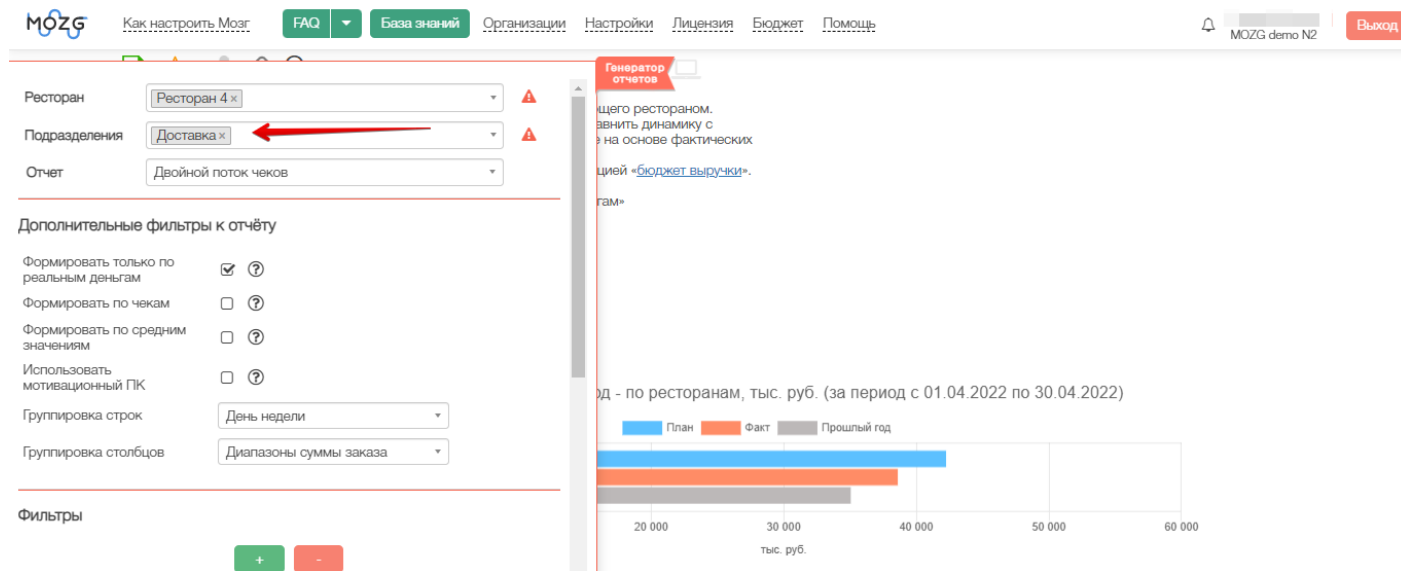 MOZG Как настроить Мозг FAQ База знаний Организации Настройки Лицензия Бюджет Помощь MOZG demo N2 Выход
Генератор
отчетов
Ресторан Ресторан 4 ×
Подразделения Доставка ×
Отчет Двойной поток чеков
Дополнительные фильтры к отчёту
Формировать только по
реальным деньгам
Формировать по чекам
Формировать по средним
значениям
Использовать
мотивационный ПК
Группировка строк День недели
Группировка столбцов Диапазоны суммы заказа
Фильтры
+ -
щего рестораном.
авнить динамику с
е на основе фактических
цией «бюджет выручки».
гам»
од - по ресторанам, тыс. руб. (за период с 01.04.2022 по 30.04.2022)
План Факт Прошлый год
20 000 30 000 40 000 50 000 60 000
тыс. руб.